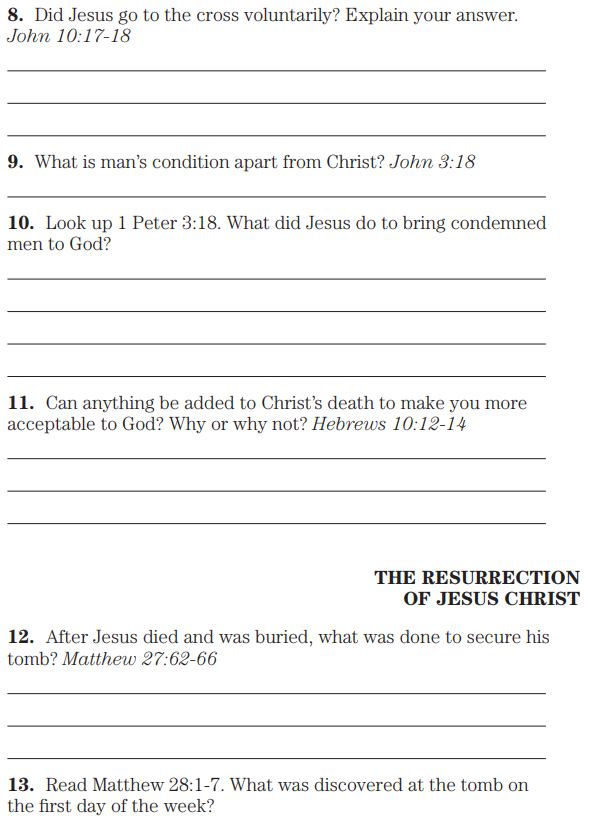 8. Did Jesus go to the cross voluntarily? Explain your answer.
John 10:17-18
9. What is man’s condition apart from Christ? John 3:18
10. Look up 1 Peter 3:18. What did Jesus do to bring condemned
men to God?
11. Can anything be added to Christ’s death to make you more
acceptable to God? Why or why not? Hebrews 10:12-14
THE RESURRECTION
OF JESUS CHRIST
12. After Jesus died and was buried, what was done to secure his
tomb? Matthew 27:62-66
13. Read Matthew 28:1-7. What was discovered at the tomb on
the first day of the week?